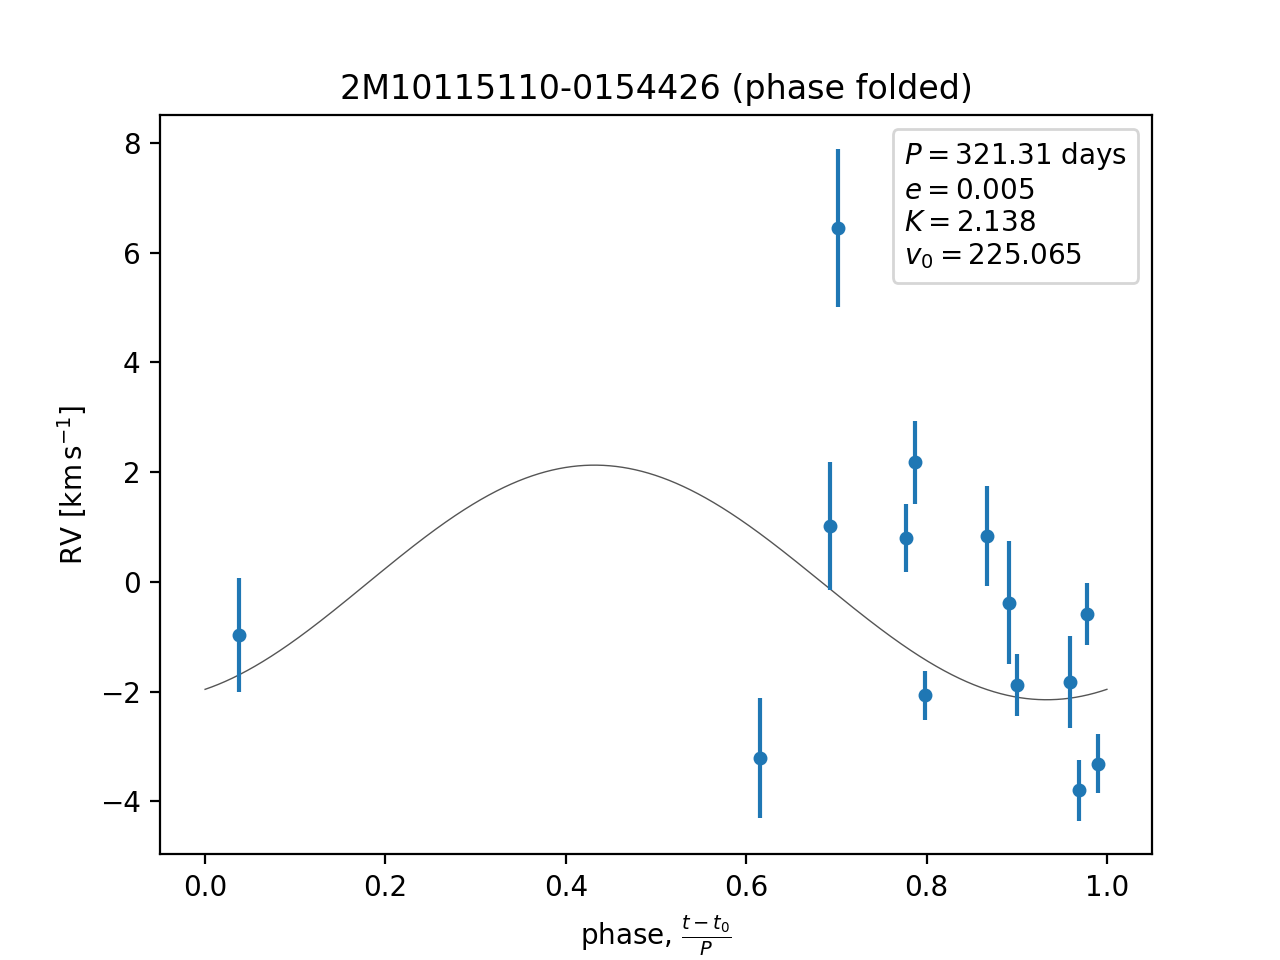 2M10115110-0154426 (phase folded)
P = 321.31 days
e = 0.005
K = 2.138
v₀ = 225.065
8
6
4
2
0
−2
−4
RV [km s⁻¹]
0.0 0.2 0.4 0.6 0.8 1.0
phase, (t − t₀)/P